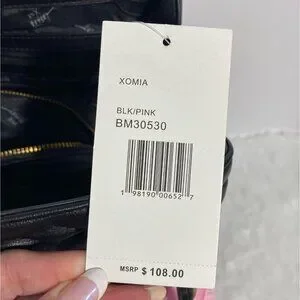 XOMIA
BLK/PINK
BM30530
1 98190 00652 7
MSRP $108.00